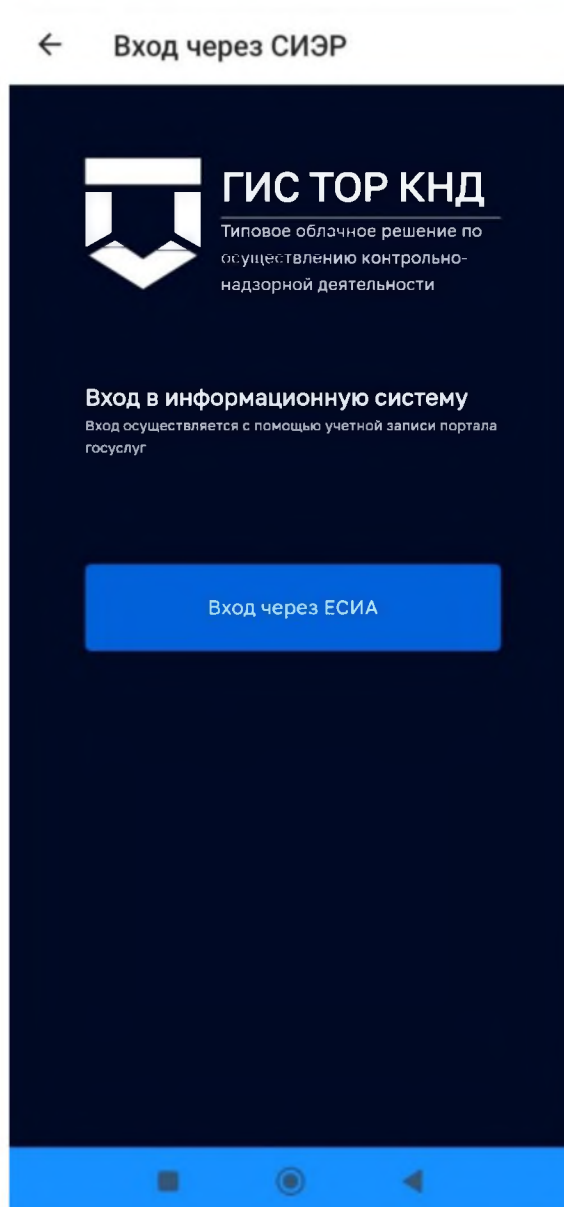 Вход через СИЭР
ГИС ТОР КНД
Типовое облачное решение по
осуществлению контрольно-
надзорной деятельности
Вход в информационную систему
Вход осуществляется с помощью учетной записи портала
госуслуг
Вход через ЕСИА